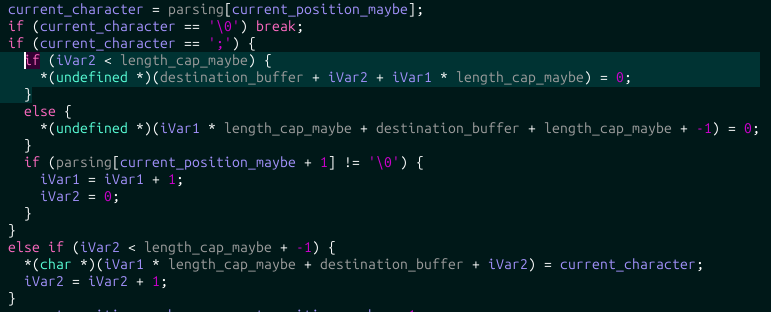 current_character = parsing[current_position_maybe];
if (current_character == '\0') break;
if (current_character == ';') {
if (iVar2 < length_cap_maybe) {
*(undefined *)(destination_buffer + iVar2 + iVar1 * length_cap_maybe) = 0;
}
else {
*(undefined *)(iVar1 * length_cap_maybe + destination_buffer + length_cap_maybe + -1) = 0;
}
if (parsing[current_position_maybe + 1] != '\0') {
iVar1 = iVar1 + 1;
iVar2 = 0;
}
}
else if (iVar2 < length_cap_maybe + -1) {
*(char *)(iVar1 * length_cap_maybe + destination_buffer + iVar2) = current_character;
iVar2 = iVar2 + 1;
}